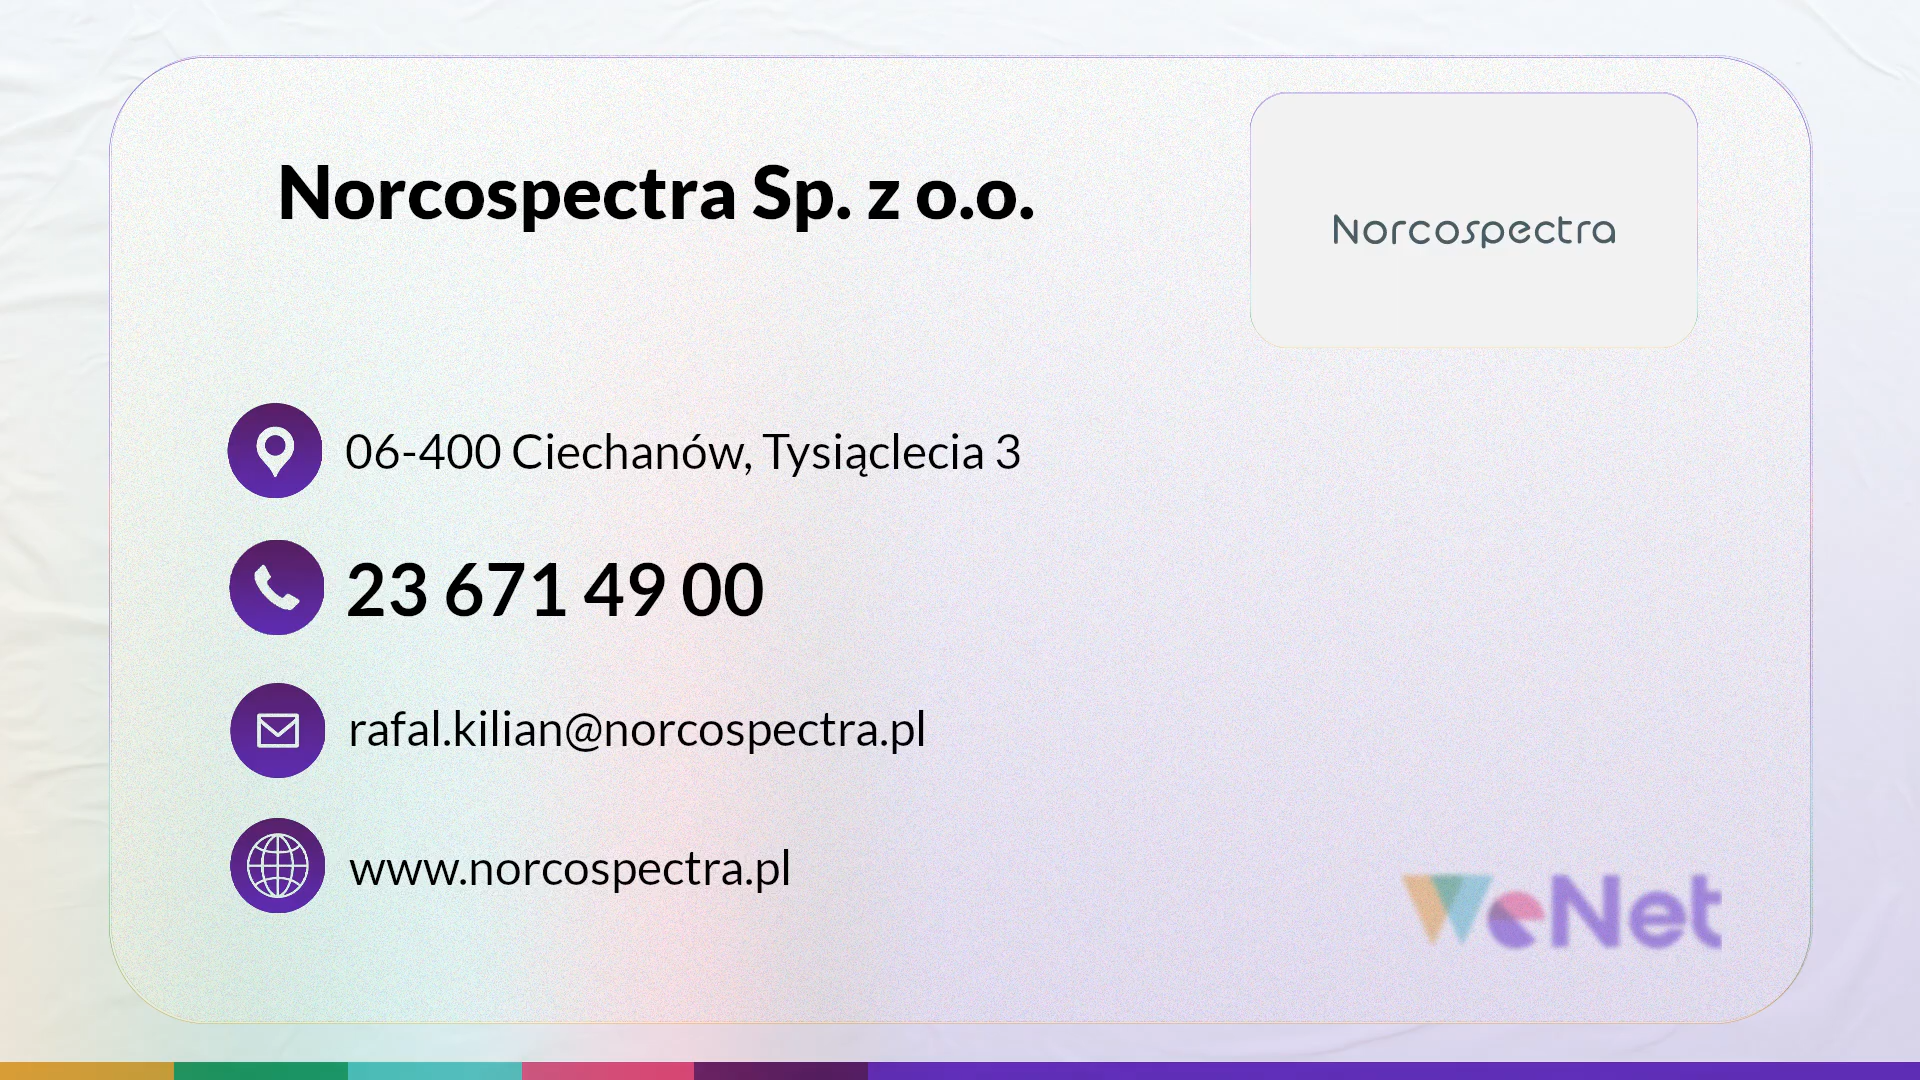 Norcospectra Sp. z o.o.
Norcospectra
06-400 Ciechanów, Tysiąclecia 3
23 671 49 00
rafal.kilian@norcospectra.pl
www.norcospectra.pl
WeNet